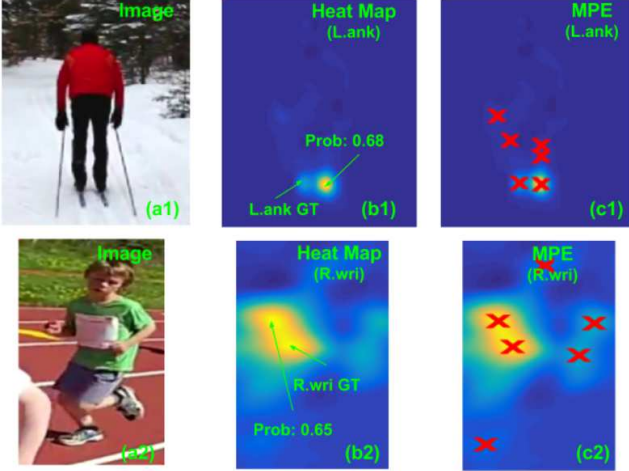 Image
Heat Map
(L.ank)
MPE
(L.ank)
Prob: 0.68
L.ank GT
(a1)
(b1)
(c1)
Image
Heat Map
(R.wri)
MPE
(R.wri)
R.wri GT
Prob: 0.65
(a2)
(b2)
(c2)